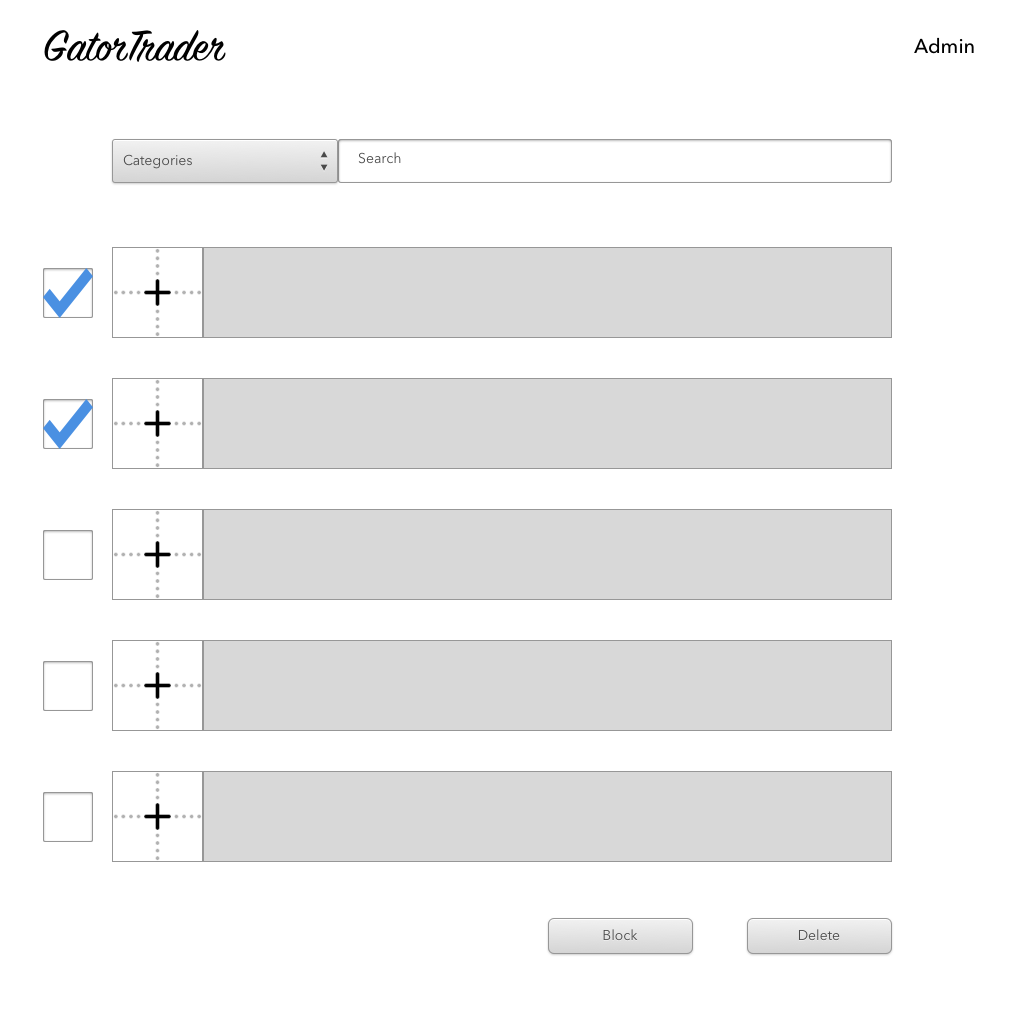 GatorTrader
Admin
Categories
Search
Block
Delete